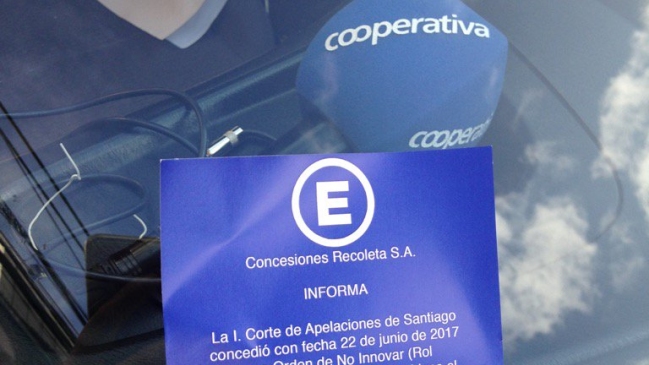 cooperativa
cooperativa
E
Concesiones Recoleta S.A.
INFORMA
La I. Corte de Apelaciones de Santiago
concedió con fecha 22 de junio de 2017
Orden de No Innovar (Rol